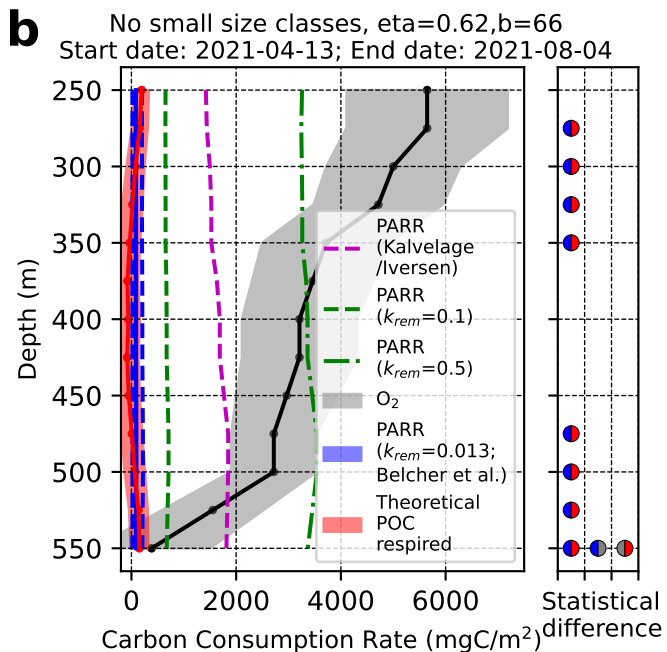 b
No small size classes, eta=0.62,b=66
Start date: 2021-04-13; End date: 2021-08-04
250
300
350
400
450
500
550
Depth (m)
PARR
(Kalvelage
/Iversen)
PARR
(k_rem=0.1)
PARR
(k_rem=0.5)
O₂
PARR
(k_rem=0.013;
Belcher et al.)
Theoretical
POC
respired
0 2000 4000 6000
Carbon Consumption Rate (mgC/m²)
Statistical
difference